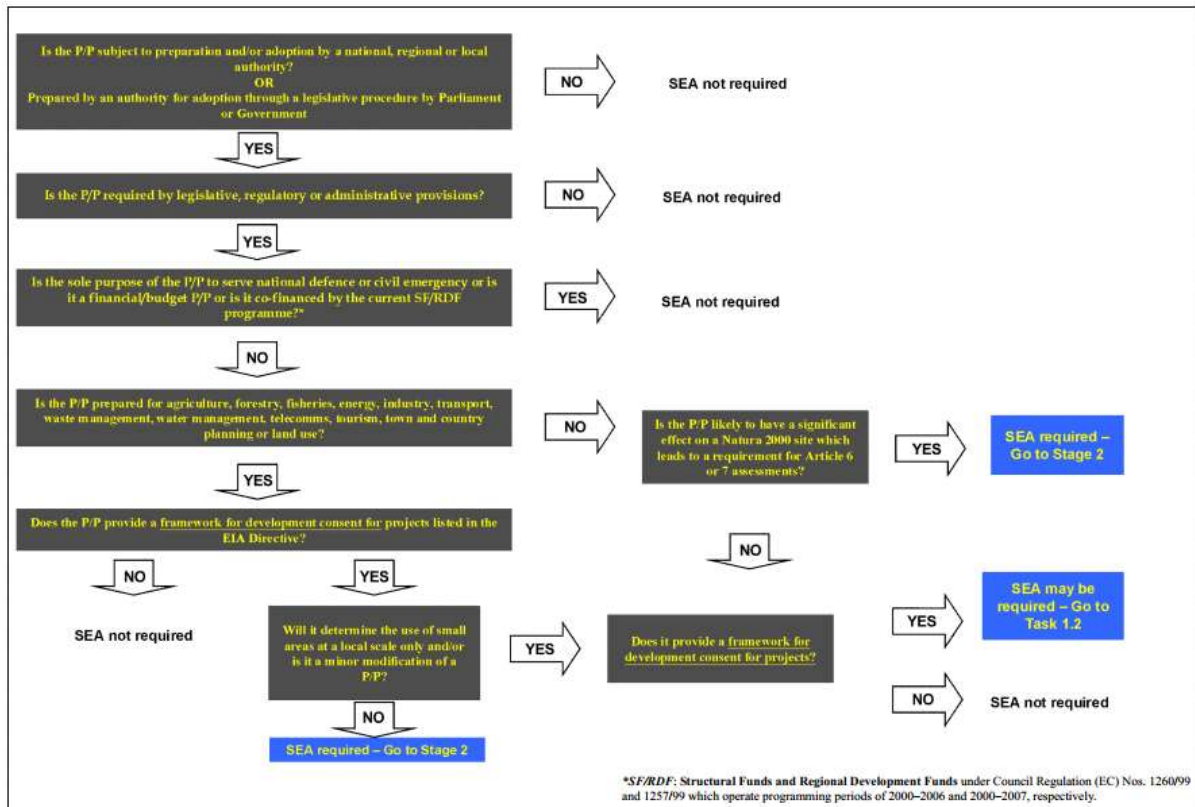 Is the P/P subject to preparation and/or adoption by a national, regional or local
authority?
OR
Prepared by an authority for adoption through a legislative procedure by Parliament
or Government
NO
SEA not required
YES
Is the P/P required by legislative, regulatory or administrative provisions?
NO
SEA not required
YES
Is the sole purpose of the P/P to serve national defence or civil emergency or is
it a financial/budget P/P or is it co-financed by the current SF/RDF
programme?*
YES
SEA not required
NO
Is the P/P prepared for agriculture, forestry, fisheries, energy, industry, transport,
waste management, water management, telecomms, tourism, town and country
planning or land use?
NO
Is the P/P likely to have a significant
effect on a Natura 2000 site which
leads to a requirement for Article 6
or 7 assessments?
YES
SEA required –
Go to Stage 2
YES
Does the P/P provide a framework for development consent for projects listed in the
EIA Directive?
NO
NO
YES
SEA not required
Will it determine the use of small
areas at a local scale only and/or
is it a minor modification of a
P/P?
YES
Does it provide a framework for
development consent for projects?
YES
SEA may be
required – Go to
Task 1.2
NO
SEA not required
NO
SEA required – Go to Stage 2
*SF/RDF: Structural Funds and Regional Development Funds under Council Regulation (EC) Nos. 1260/99
and 1257/99 which operate programming periods of 2000–2006 and 2000–2007, respectively.